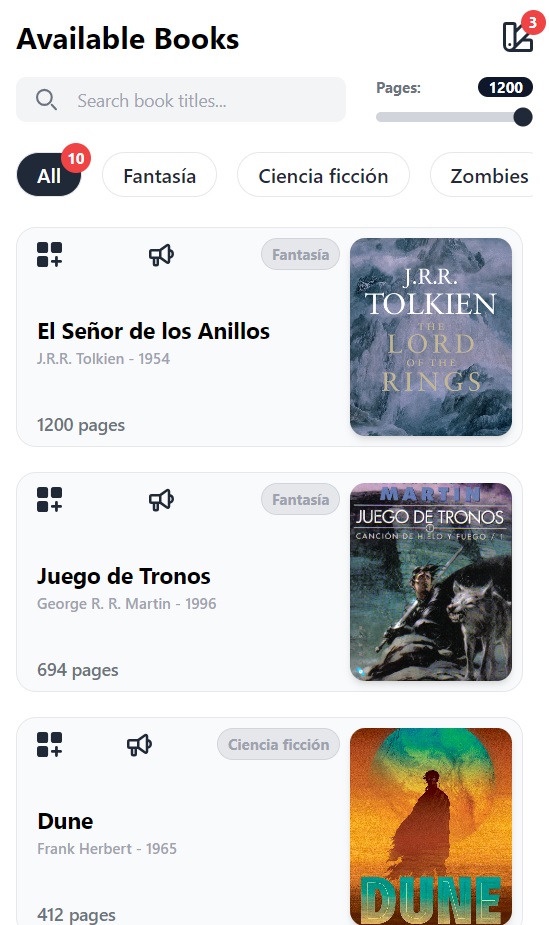 Available Books
3
Search book titles...
Pages:
1200
All
10
Fantasía
Ciencia ficción
Zombies
Fantasía
El Señor de los Anillos
J.R.R. Tolkien - 1954
1200 pages
J.R.R.
TOLKIEN
THE
LORD
OF THE
RINGS
Fantasía
Juego de Tronos
George R. R. Martin - 1996
694 pages
MARTIN
JUEGO DE TRONOS
CANCIÓN DE HIELO Y FUEGO / 1
Ciencia ficción
Dune
Frank Herbert - 1965
412 pages
DUNE